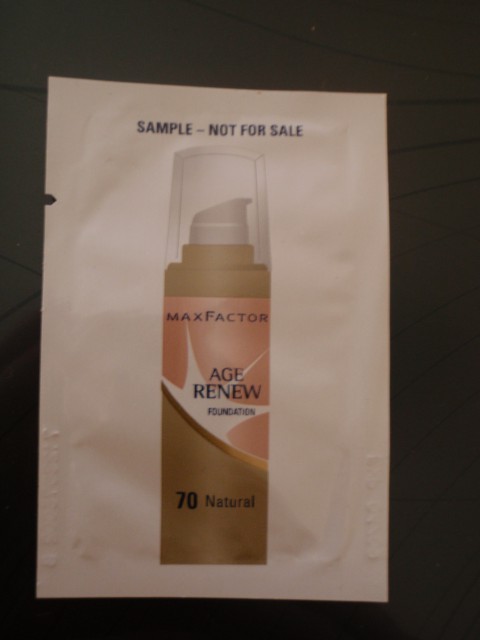 SAMPLE – NOT FOR SALE
MAXFACTOR
AGE
RENEW
FOUNDATION
70 Natural